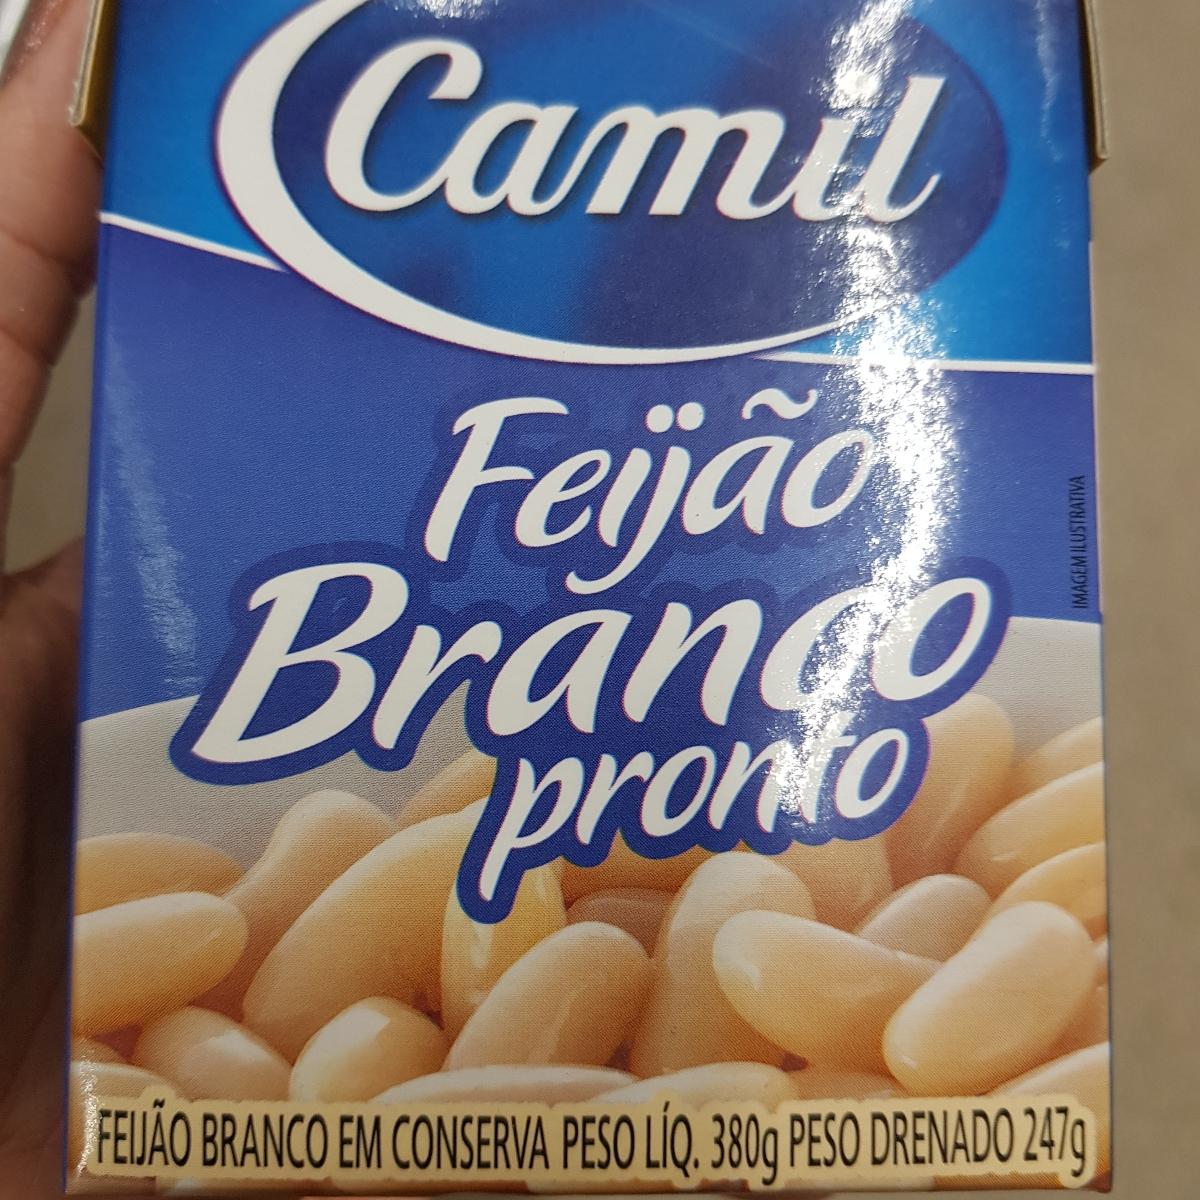 Camil
Feijão
Branco
pronto
IMAGEM ILUSTRATIVA
FEIJÃO BRANCO EM CONSERVA PESO LÍQ. 380g PESO DRENADO 247g